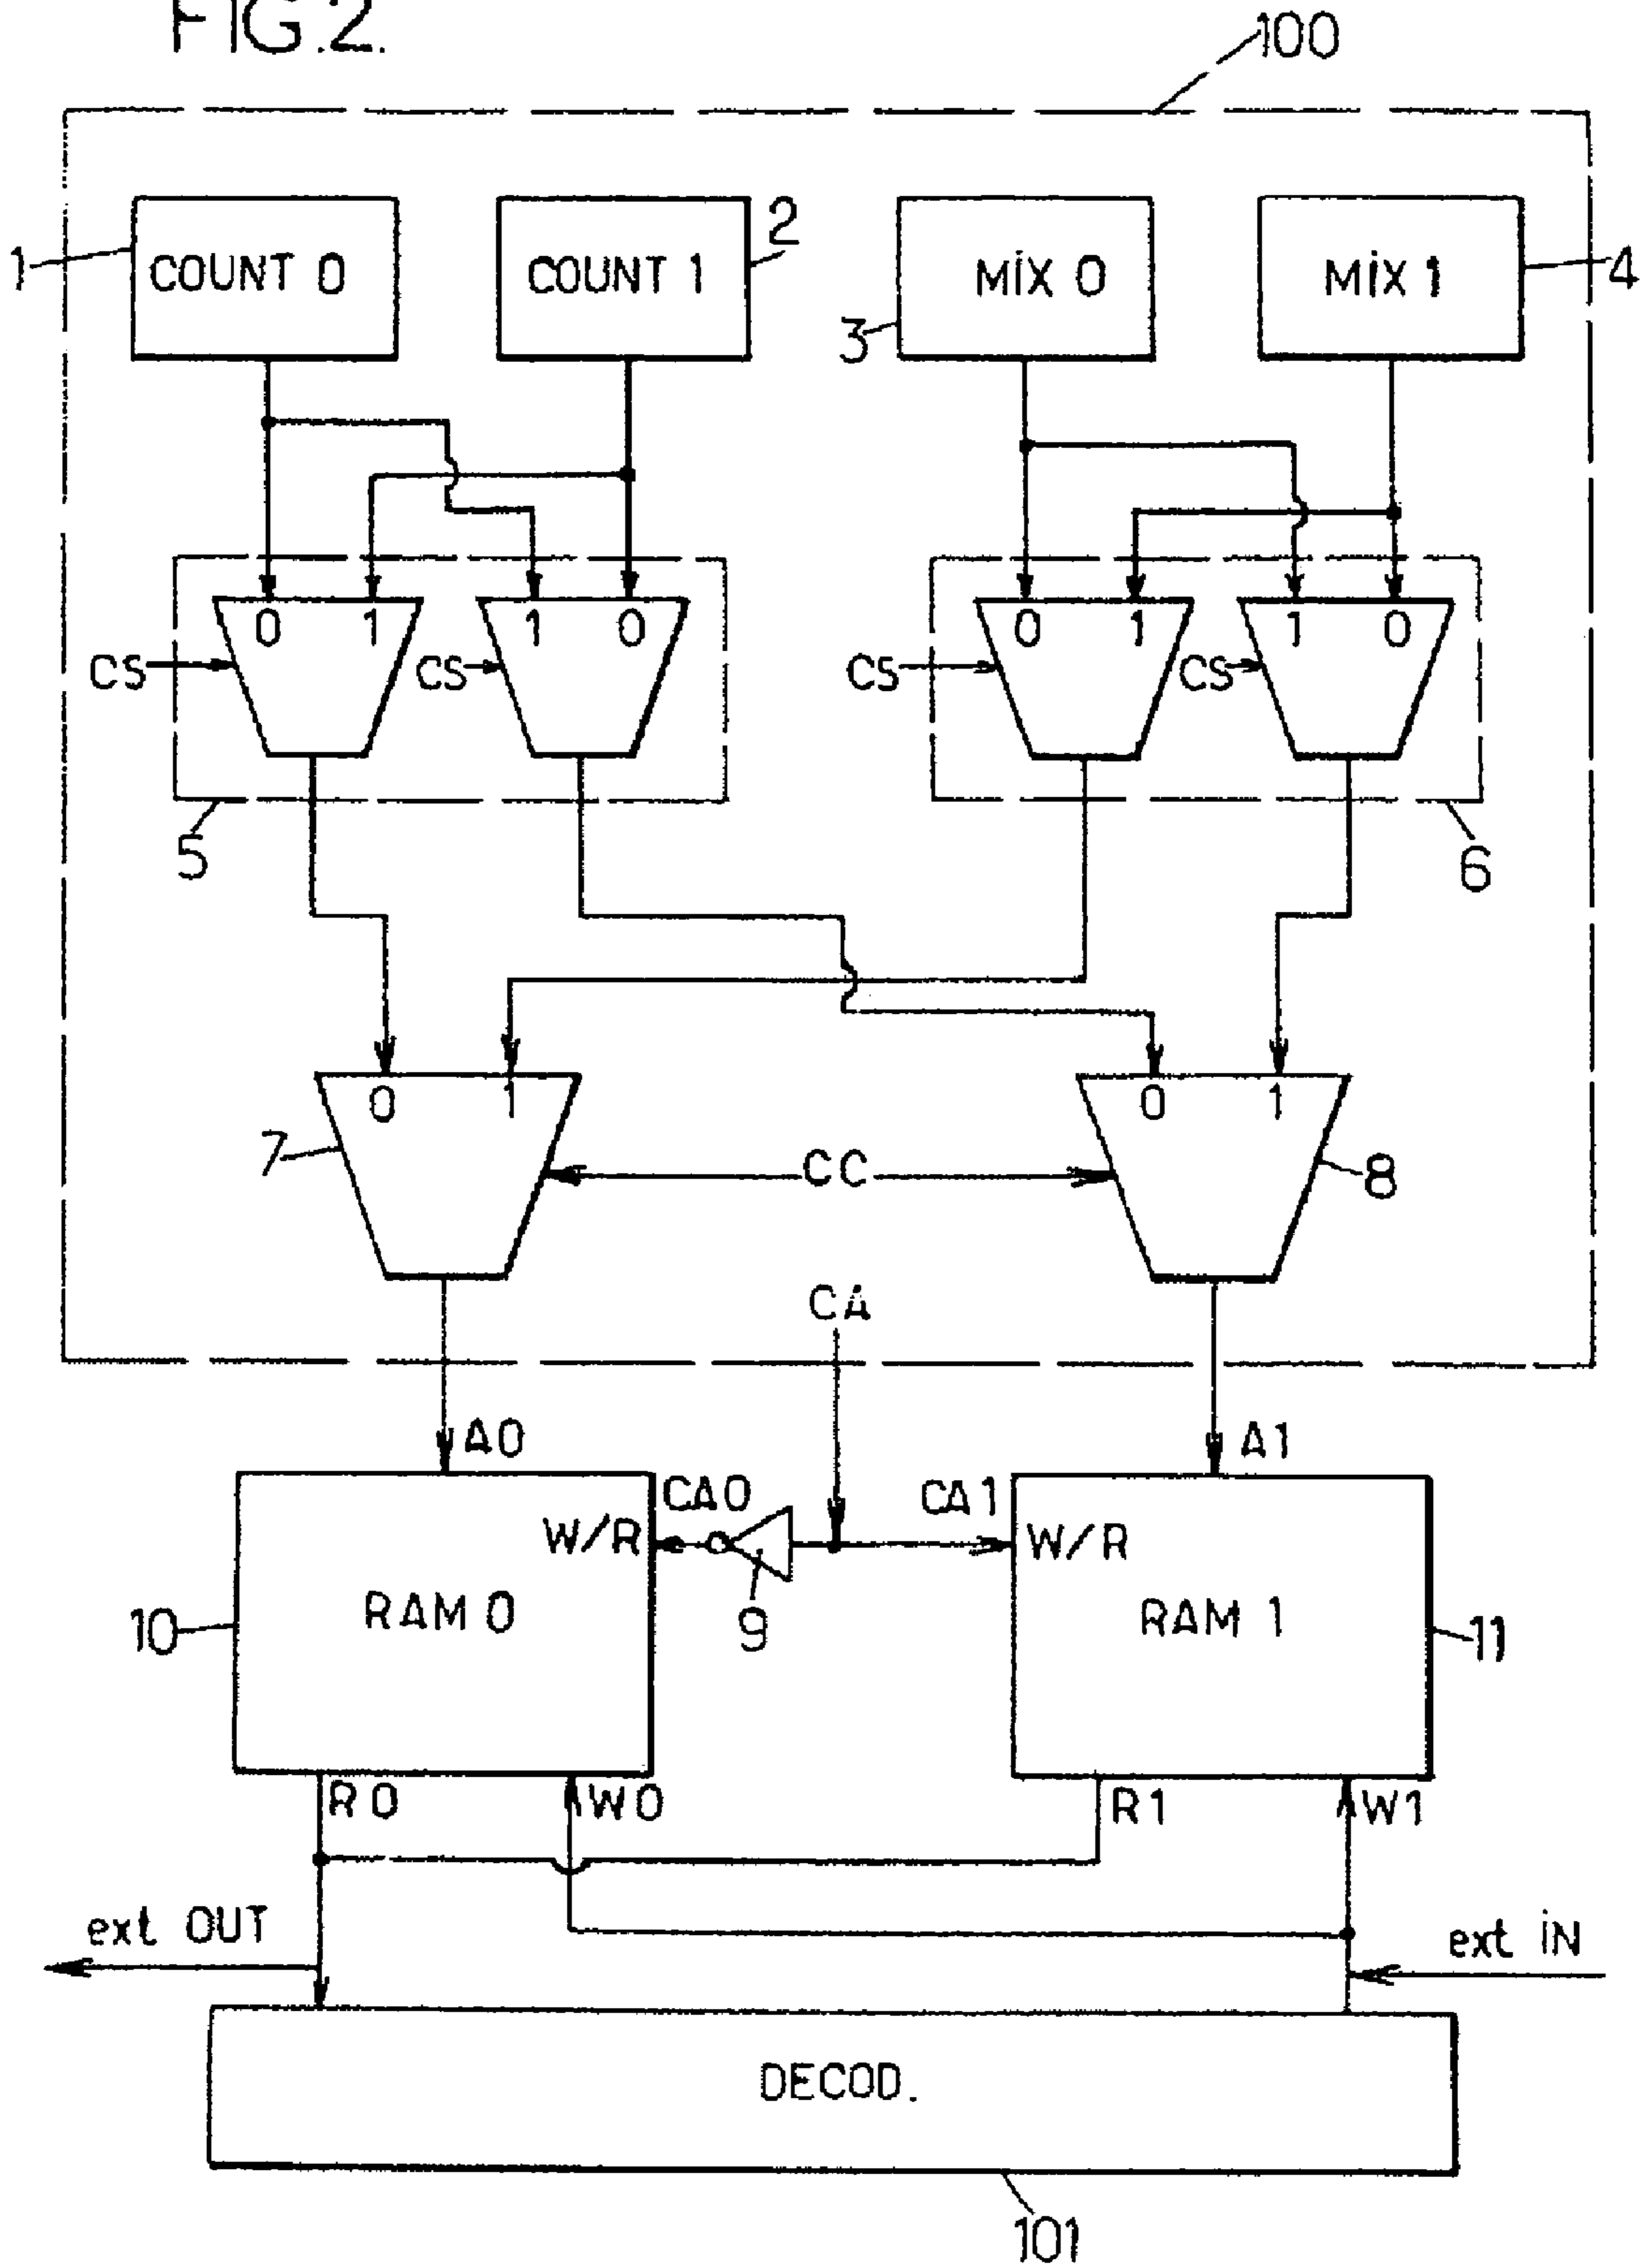 FIG.2.
100
1
COUNT 0
COUNT 1
2
3
MIX 0
MIX 1
4
0 1 1 0
0 1 1 0
CS
CS
CS
CS
5
6
0 1
0 1
7
CC
8
CA
A0
A1
CA0
CA1
W/R
W/R
10
RAM 0
9
RAM 1
11
R0
W0
R1
W1
ext OUT
ext IN
DECOD.
101